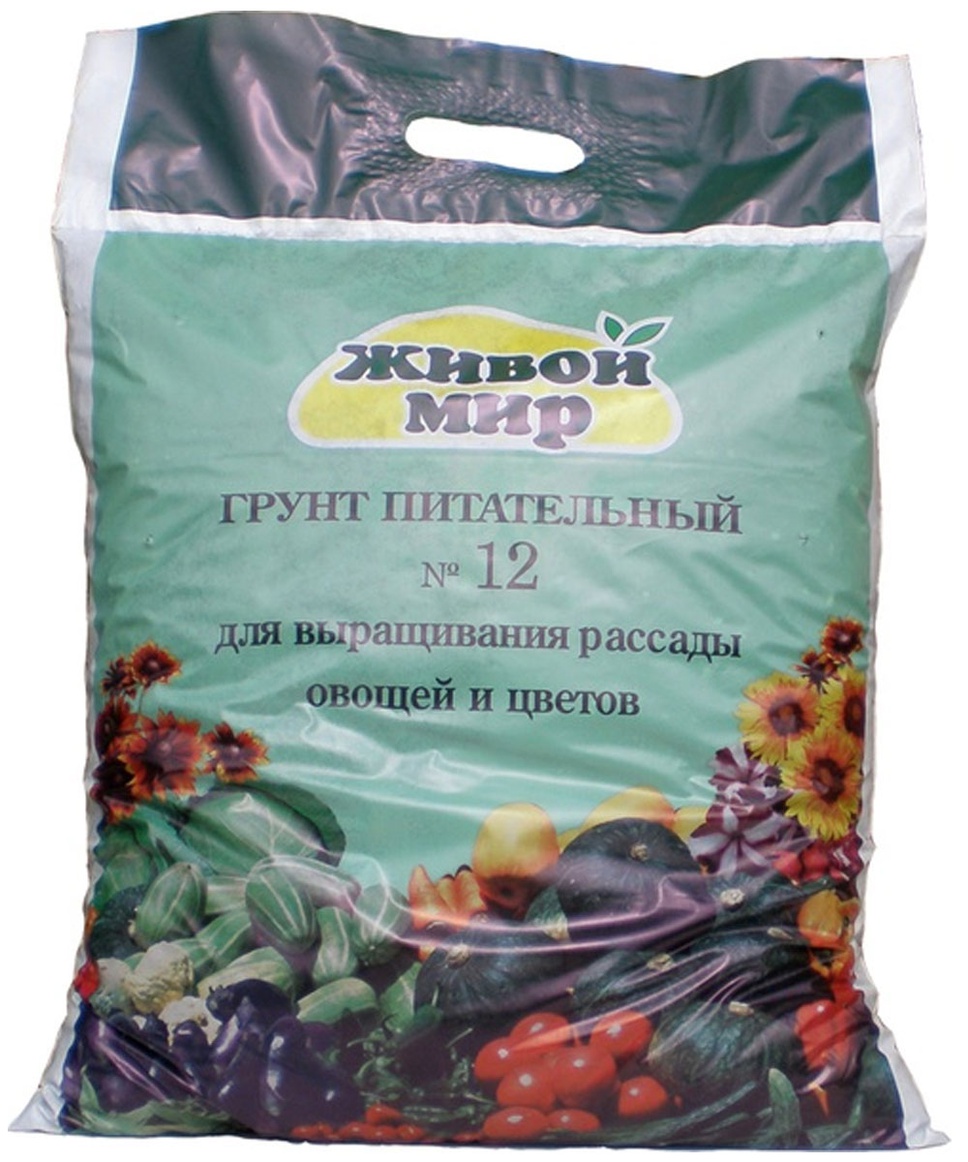 живой
мир
ГРУНТ ПИТАТЕЛЬНЫЙ
№ 12
для выращивания рассады
овощей и цветов